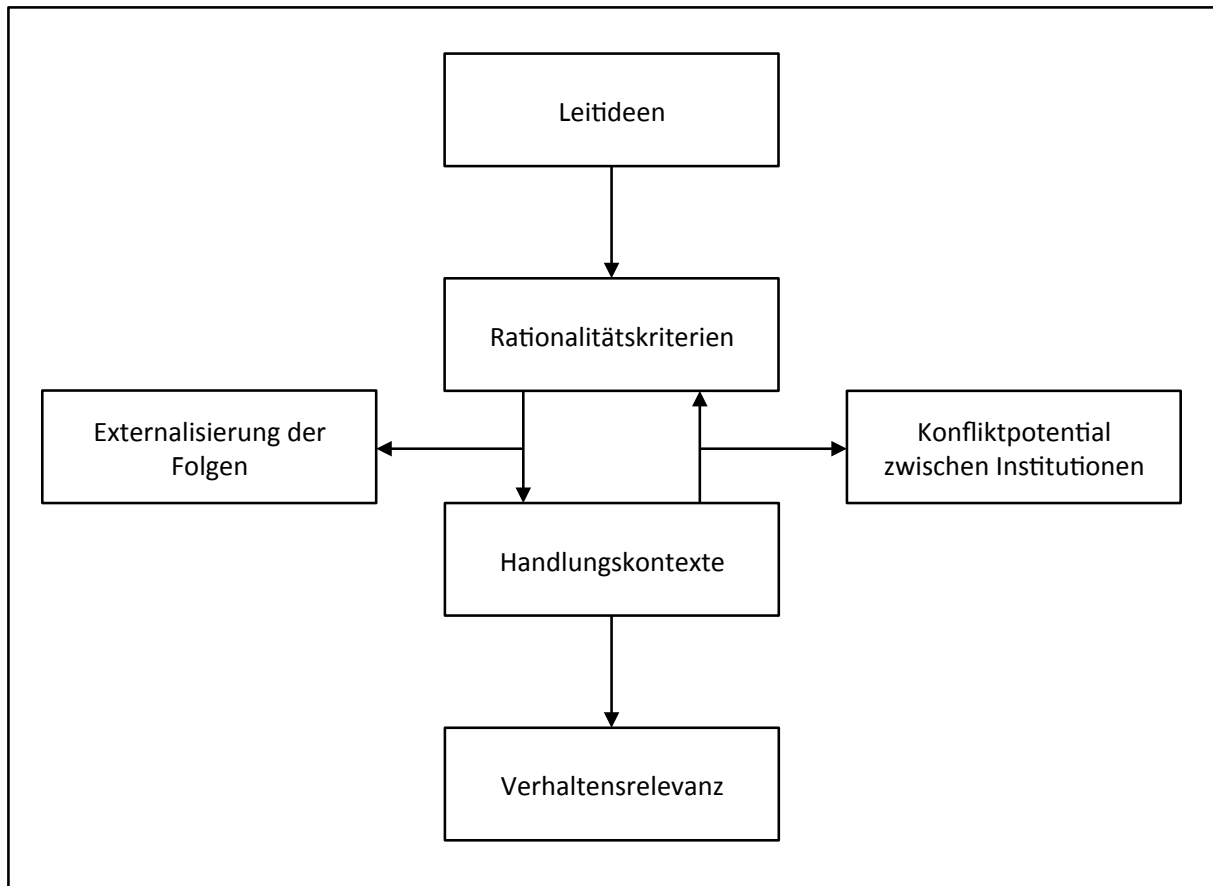 Leitideen
Rationalitätskriterien
Externalisierung der
Folgen
Konfliktpotential
zwischen Institutionen
Handlungskontexte
Verhaltensrelevanz